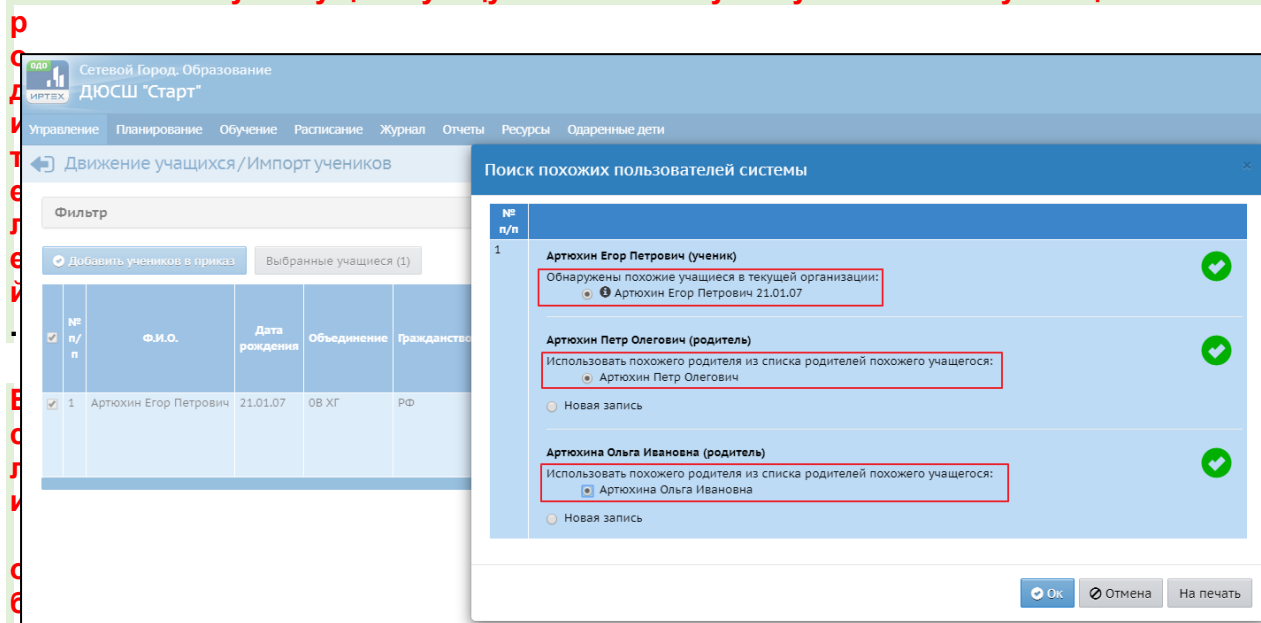 р
о
д
и
т
е
л
е
й
.
Е
с
л
и
о
б
одо
ИРТЕХ
Сетевой Город. Образование
ДЮСШ "Старт"
Управление Планирование Обучение Расписание Журнал Отчеты Ресурсы Одаренные дети
Движение учащихся/Импорт учеников
Фильтр
Добавить учеников в приказ Выбранные учащиеся (1)
№ п/п Ф.И.О. Дата рождения Объединение Гражданство
1 Артюхин Егор Петрович 21.01.07 0В ХГ РФ
Поиск похожих пользователей системы ×
№ п/п
1
Артюхин Егор Петрович (ученик)
Обнаружены похожие учащиеся в текущей организации:
Артюхин Егор Петрович 21.01.07
Артюхин Петр Олегович (родитель)
Использовать похожего родителя из списка родителей похожего учащегося:
Артюхин Петр Олегович
Новая запись
Артюхина Ольга Ивановна (родитель)
Использовать похожего родителя из списка родителей похожего учащегося:
Артюхина Ольга Ивановна
Новая запись
Ок Отмена На печать